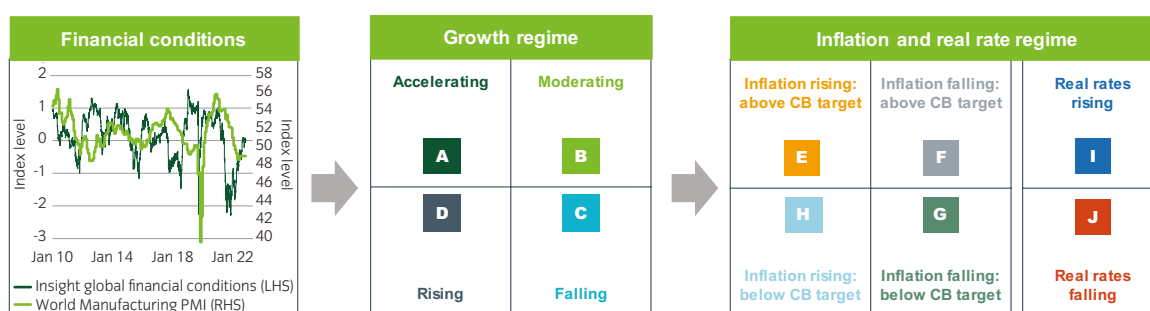 Financial conditions
2
1
0
-1
-2
-3
Index level
58
56
54
52
50
48
46
44
42
40
Index level
Jan 10
Jan 14
Jan 18
Jan 22
Insight global financial conditions (LHS)
World Manufacturing PMI (RHS)
Growth regime
Accelerating
Moderating
A
B
D
C
Rising
Falling
Inflation and real rate regime
Inflation rising:
above CB target
Inflation falling:
above CB target
Real rates
rising
E
F
I
H
G
J
Inflation rising:
below CB target
Inflation falling:
below CB target
Real rates
falling